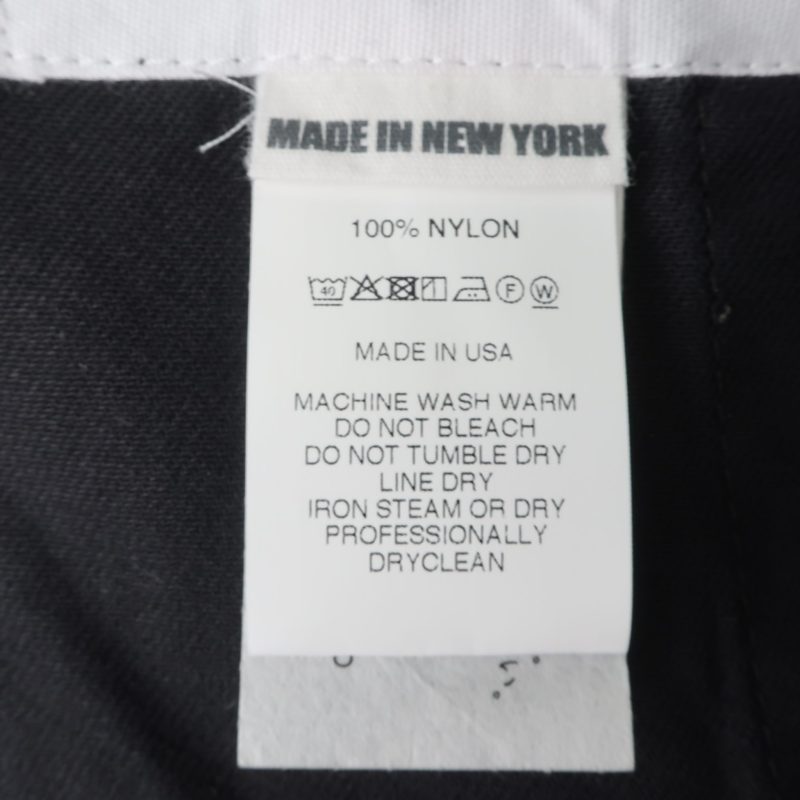 MADE IN NEW YORK
100% NYLON
40 F W
MADE IN USA
MACHINE WASH WARM
DO NOT BLEACH
DO NOT TUMBLE DRY
LINE DRY
IRON STEAM OR DRY
PROFESSIONALLY
DRYCLEAN